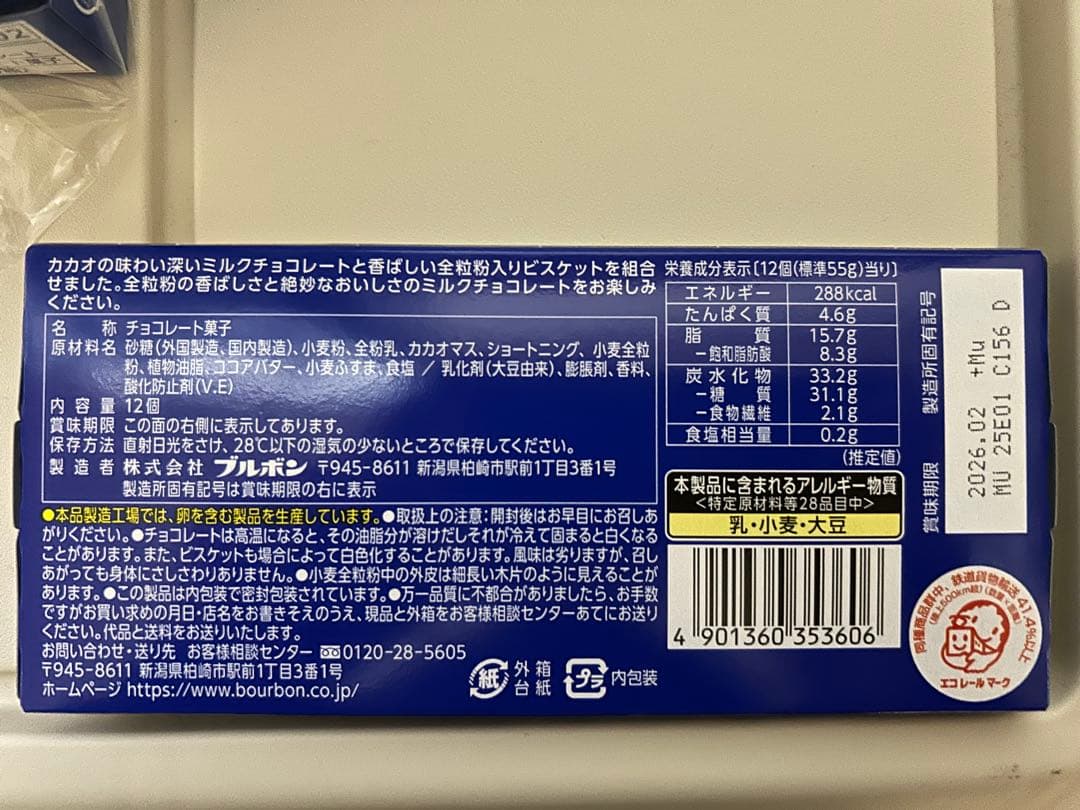 02
カカオの味わい深いミルクチョコレートと香ばしい全粒粉入りビスケットを組合
せました。全粒粉の香ばしさと絶妙なおいしさのミルクチョコレートをお楽しみ
ください。
名 称 チョコレート菓子
原材料名 砂糖(外国製造、国内製造)、小麦粉、全粉乳、カカオマス、ショートニング、小麦全粒
粉、植物油脂、ココアバター、小麦ふすま、食塩 / 乳化剤(大豆由来)、膨脹剤、香料、
酸化防止剤(V.E)
内容量 12個
賞味期限 この面の右側に表示してあります。
保存方法 直射日光をさけ、28℃以下の湿気の少ないところで保存してください。
製造者 株式会社 ブルボン 〒945-8611 新潟県柏崎市駅前1丁目3番1号
製造所固有記号は賞味期限の右に表示
●本品製造工場では、卵を含む製品を生産しています。●取扱上の注意:開封後はお早目にお召しあ
がりください。●チョコレートは高温になると、その油脂分が溶けだしそれが冷えて固まると白くなる
ことがあります。また、ビスケットも場合によって白色化することがあります。風味は劣りますが、召し
あがっても身体にさしさわりありません。●小麦全粒粉中の外皮は細長い木片のように見えることが
あります。●この製品は内包装で密封包装されています。●万一品質に不都合がありましたら、お手数
ですがお買い求めの月日・店名をお書きそえのうえ、現品と外箱をお客様相談センターあてにお送り
ください。代品と送料をお送りいたします。
お問い合わせ・送り先 お客様相談センター 0120-28-5605
〒945-8611 新潟県柏崎市駅前1丁目3番1号
ホームページ https://www.bourbon.co.jp/
紙 外箱
台紙
プラ 内包装
栄養成分表示〔12個(標準55g)当り〕
エネルギー 288kcal
たんぱく質 4.6g
脂質 15.7g
-飽和脂肪酸 8.3g
炭水化物 33.2g
-糖質 31.1g
-食物繊維 2.1g
食塩相当量 0.2g
(推定値)
本製品に含まれるアレルギー物質
<特定原材料等28品目中>
乳・小麦・大豆
4 901360 353606
賞味期限 製造所固有記号
2026.02 +Mu
MU 25E01 C156 D
同種商品群中、鉄道貨物輸送41.4%以上
(陸上500km超)(数量×距離)
エコレールマーク